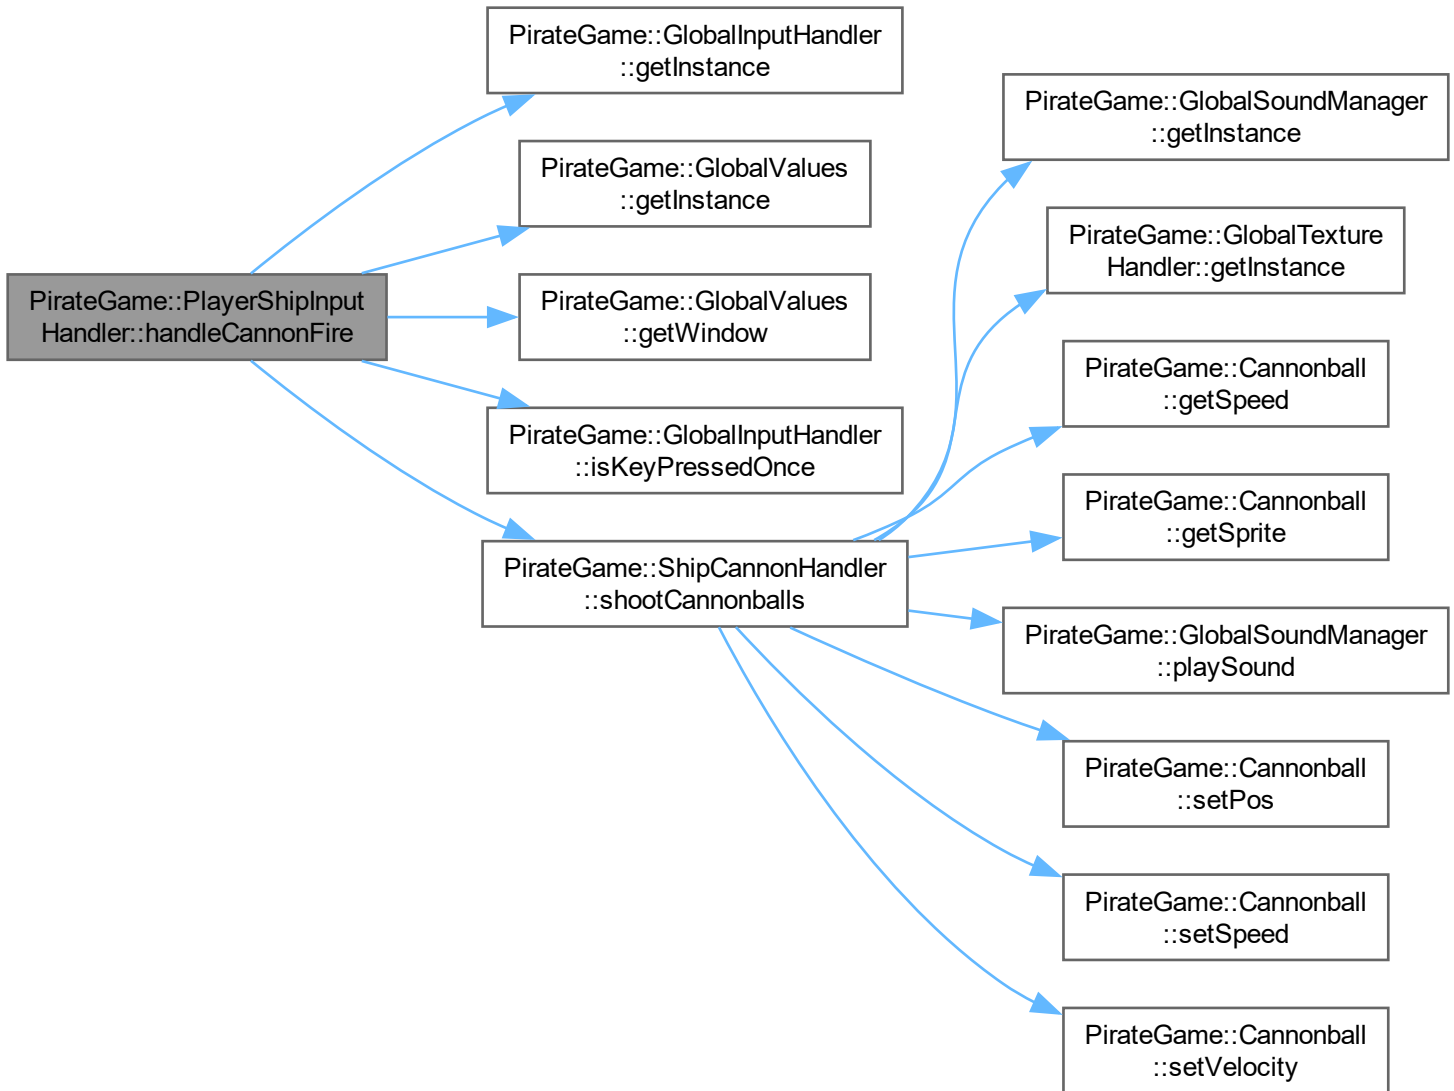 PirateGame::PlayerShipInput
Handler::handleCannonFire
PirateGame::GlobalInputHandler
::getInstance
PirateGame::GlobalValues
::getInstance
PirateGame::GlobalValues
::getWindow
PirateGame::GlobalInputHandler
::isKeyPressedOnce
PirateGame::ShipCannonHandler
::shootCannonballs
PirateGame::GlobalSoundManager
::getInstance
PirateGame::GlobalTexture
Handler::getInstance
PirateGame::Cannonball
::getSpeed
PirateGame::Cannonball
::getSprite
PirateGame::GlobalSoundManager
::playSound
PirateGame::Cannonball
::setPos
PirateGame::Cannonball
::setSpeed
PirateGame::Cannonball
::setVelocity